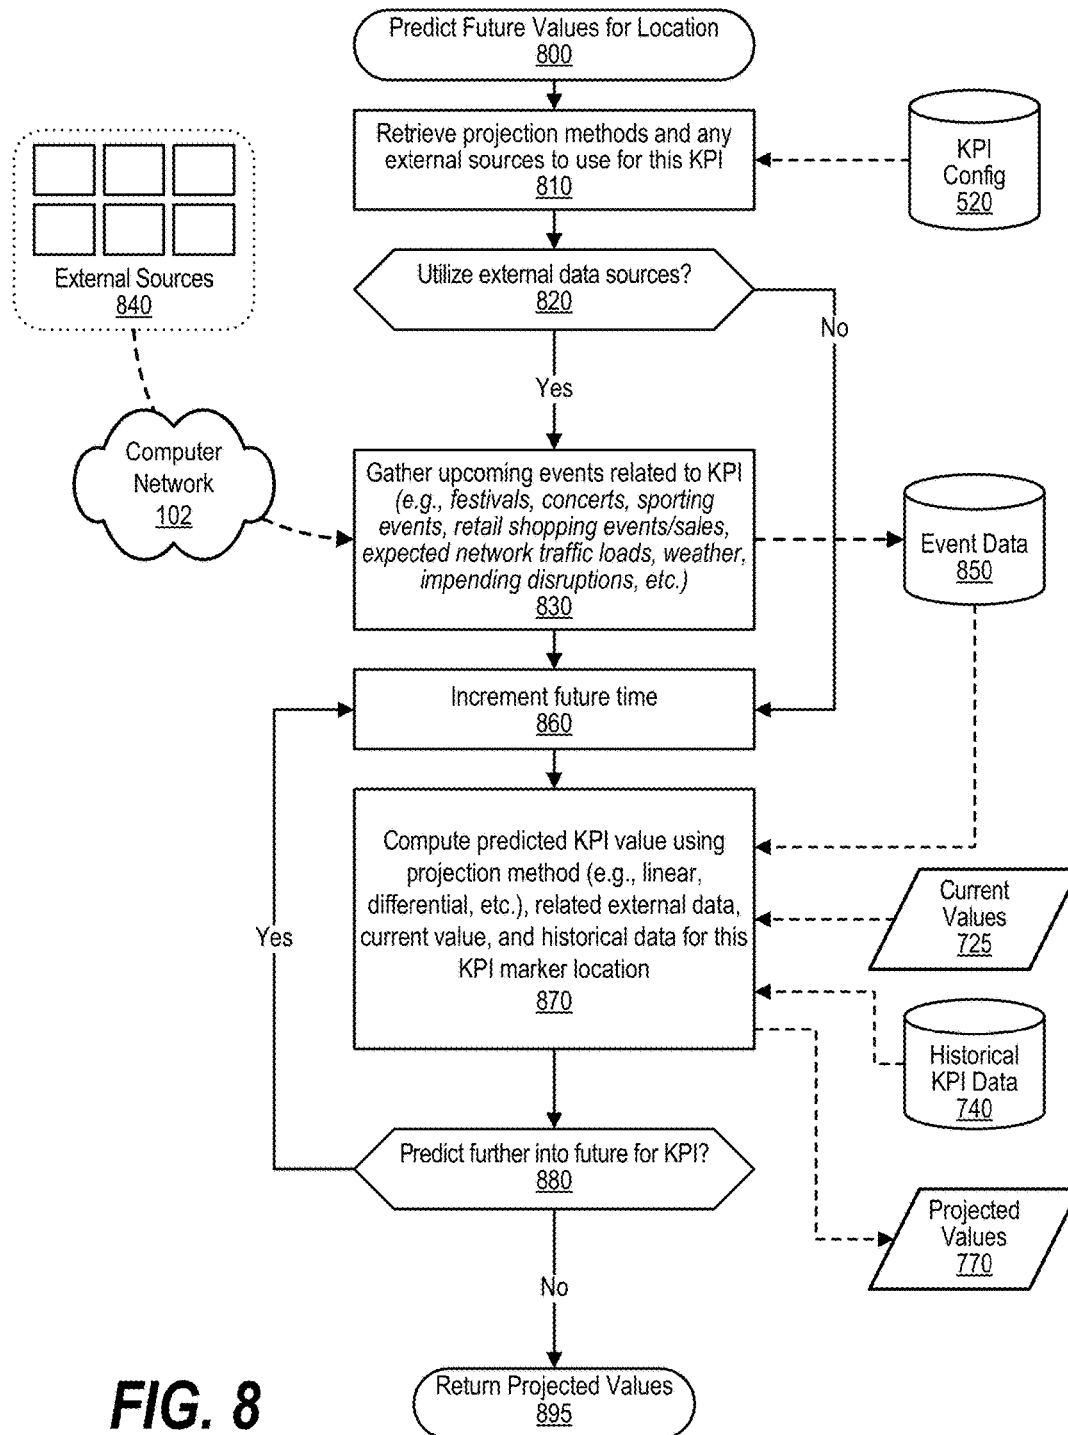 Predict Future Values for Location
800
Retrieve projection methods and any
external sources to use for this KPI
810
KPI
Config
520
External Sources
840
Utilize external data sources?
820
No
Yes
Computer
Network
102
Gather upcoming events related to KPI
(e.g., festivals, concerts, sporting
events, retail shopping events/sales,
expected network traffic loads, weather,
impending disruptions, etc.)
830
Event Data
850
Increment future time
860
Compute predicted KPI value using
projection method (e.g., linear,
differential, etc.), related external data,
current value, and historical data for this
KPI marker location
870
Yes
Current
Values
725
Historical
KPI Data
740
Predict further into future for KPI?
880
Projected
Values
770
No
Return Projected Values
895
FIG. 8